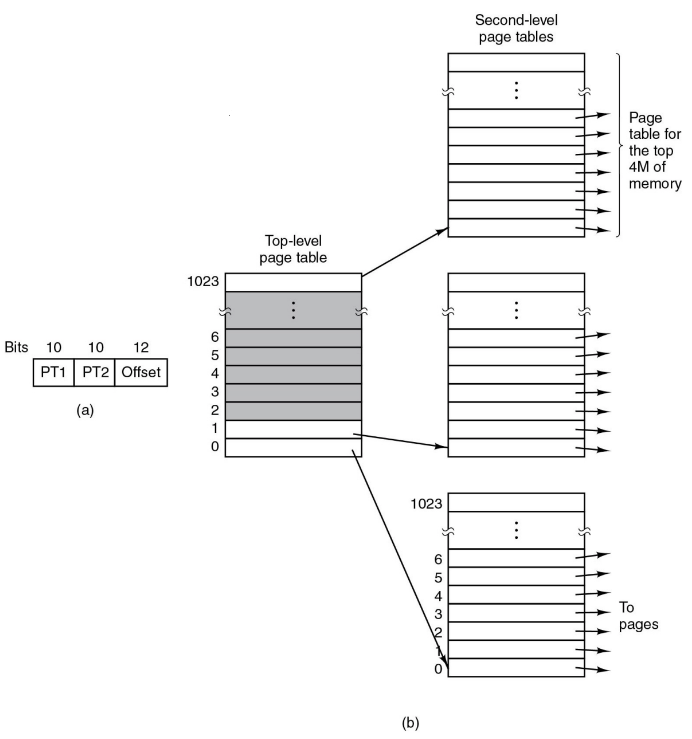 Second-level
page tables
Page
table for
the top
4M of
memory
Top-level
page table
1023
6
5
4
3
2
1
0
Bits 10 10 12
PT1 PT2 Offset
(a)
1023
6
5
4
3
2
1
0
To
pages
(b)